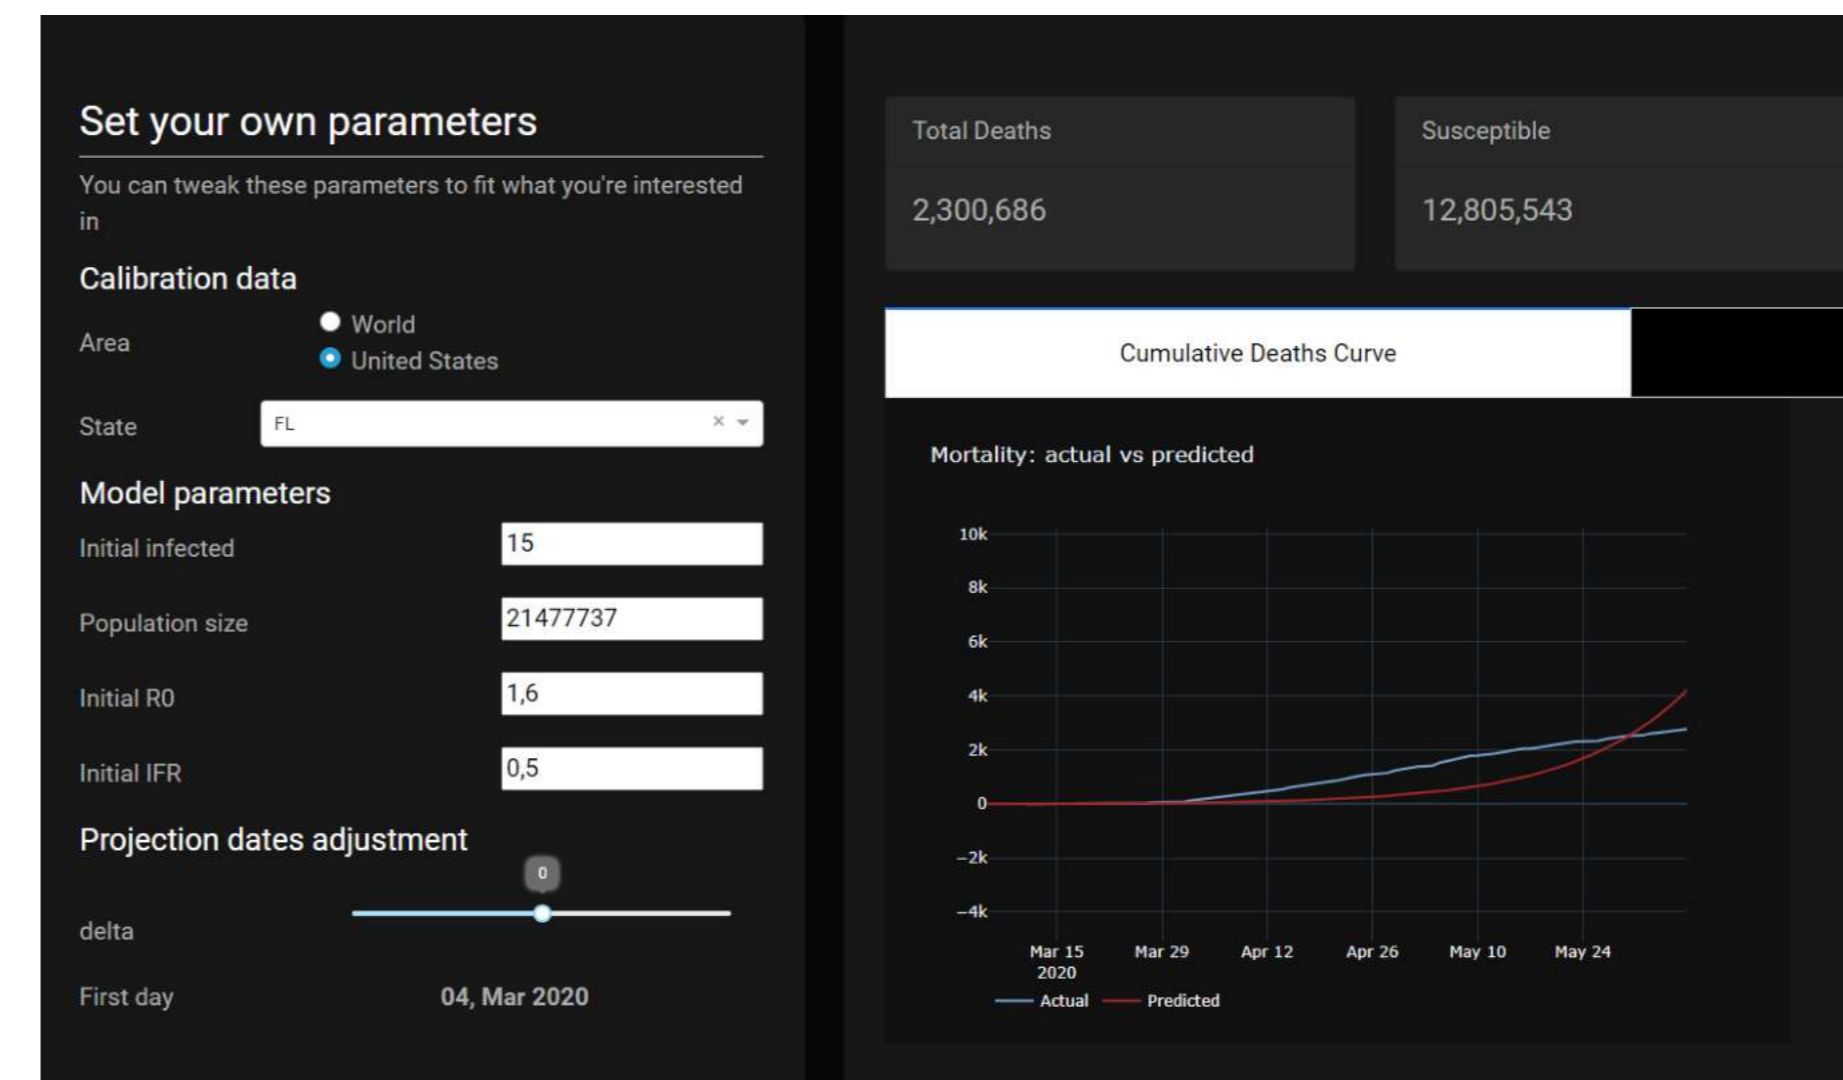 Set your own parameters
You can tweak these parameters to fit what you're interested
in
Calibration data
Area
World
United States
State
FL
Model parameters
Initial infected
15
Population size
21477737
Initial R0
1,6
Initial IFR
0,5
Projection dates adjustment
0
delta
First day
04, Mar 2020
Total Deaths
2,300,686
Susceptible
12,805,543
Cumulative Deaths Curve
Mortality: actual vs predicted
10k
8k
6k
4k
2k
0
−2k
−4k
Mar 15 Mar 29 Apr 12 Apr 26 May 10 May 24
2020
Actual Predicted